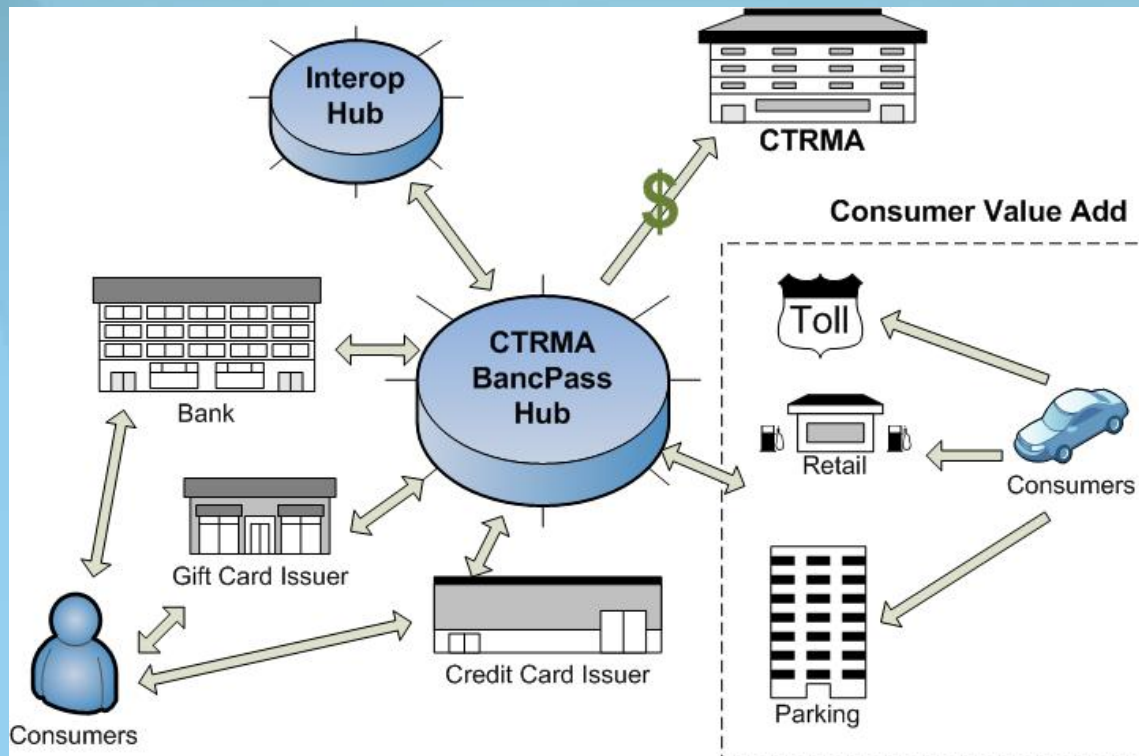 Interop
Hub
CTRMA
$
Consumer Value Add
Toll
CTRMA
BancPass
Hub
Bank
Retail
Consumers
Gift Card Issuer
Credit Card Issuer
Parking
Consumers